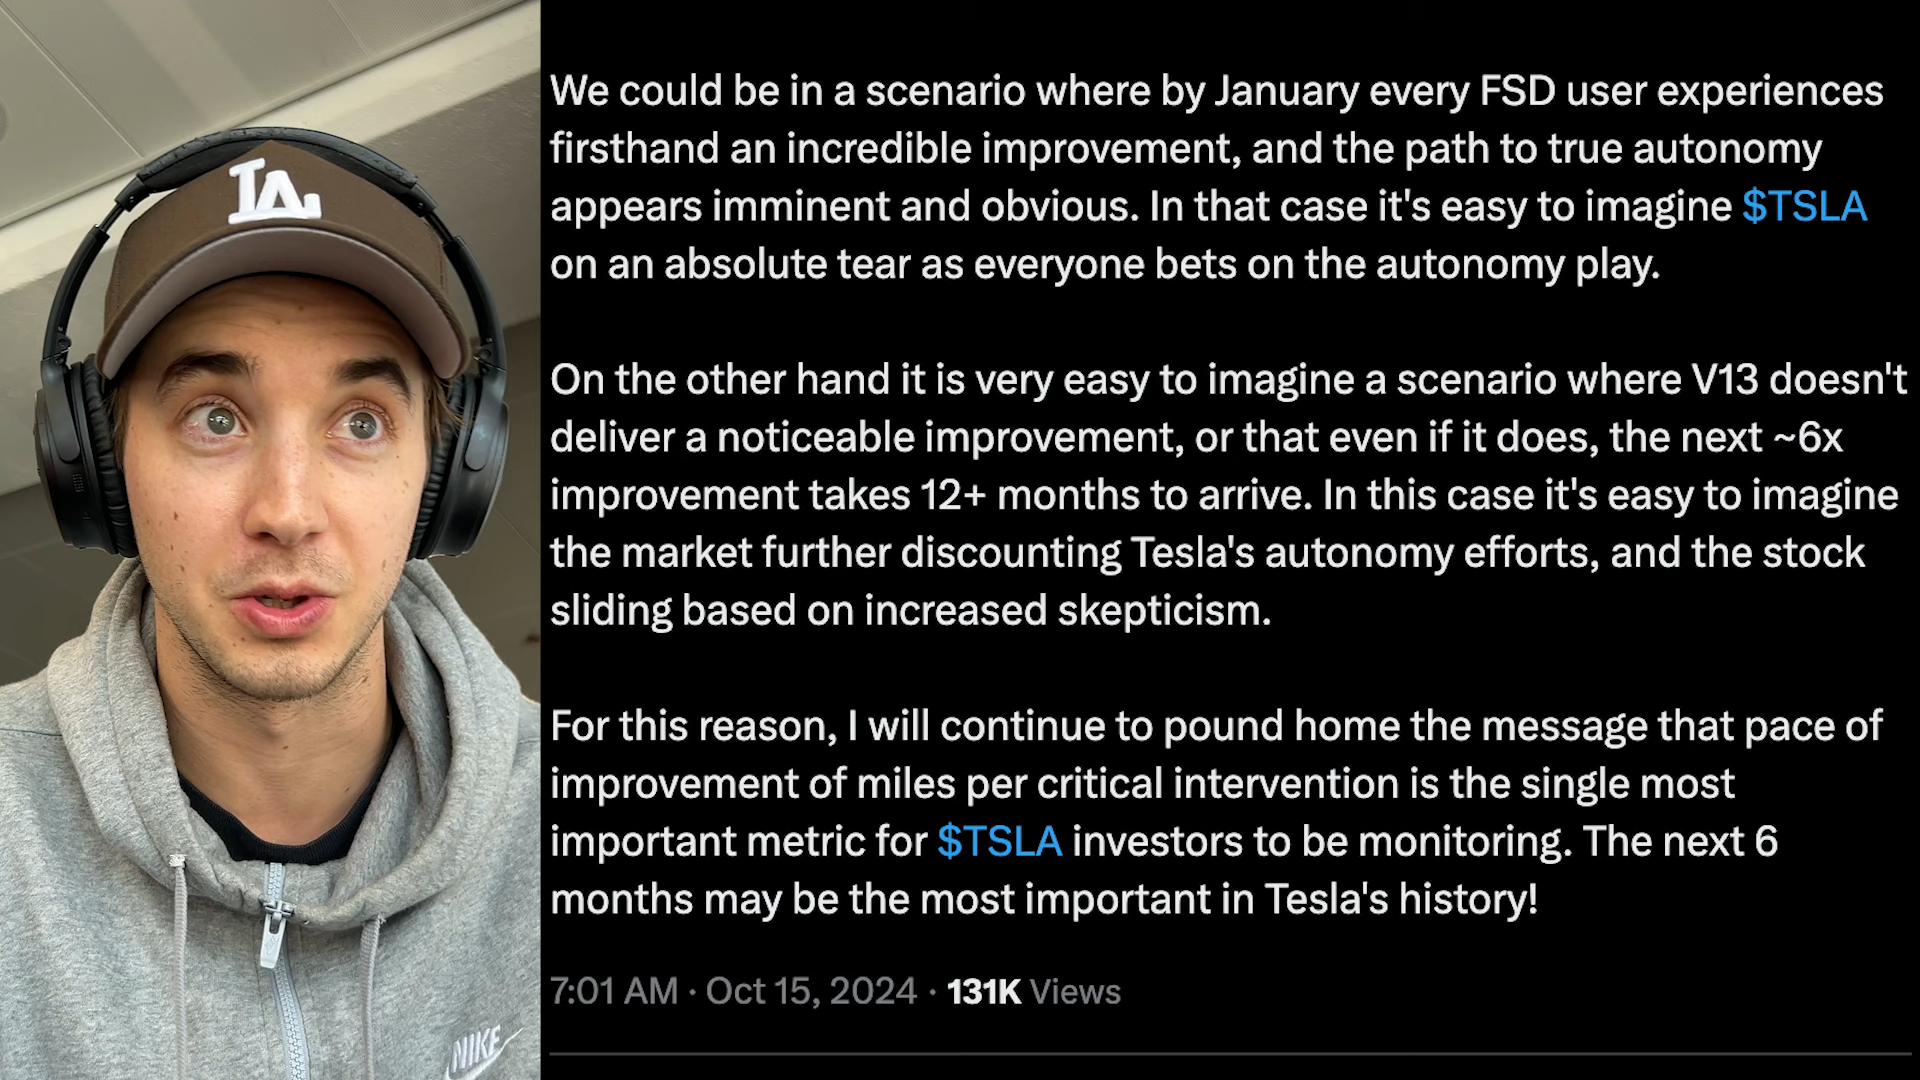 We could be in a scenario where by January every FSD user experiences
firsthand an incredible improvement, and the path to true autonomy
appears imminent and obvious. In that case it's easy to imagine $TSLA
on an absolute tear as everyone bets on the autonomy play.
On the other hand it is very easy to imagine a scenario where V13 doesn't
deliver a noticeable improvement, or that even if it does, the next ~6x
improvement takes 12+ months to arrive. In this case it's easy to imagine
the market further discounting Tesla's autonomy efforts, and the stock
sliding based on increased skepticism.
For this reason, I will continue to pound home the message that pace of
improvement of miles per critical intervention is the single most
important metric for $TSLA investors to be monitoring. The next 6
months may be the most important in Tesla's history!
7:01 AM · Oct 15, 2024 · 131K Views
LA
NIKE